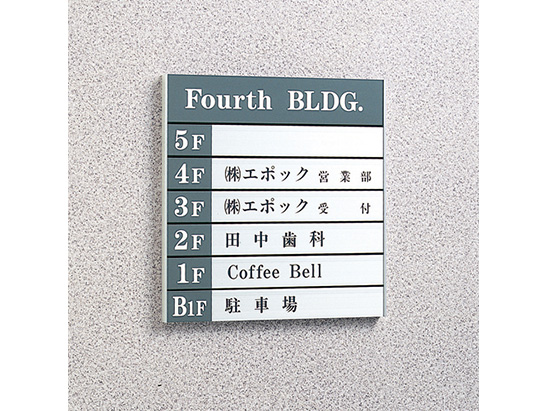 Fourth BLDG.
5F
4F ㈱エポック 営業部
3F ㈱エポック 受付
2F 田中歯科
1F Coffee Bell
B1F 駐車場